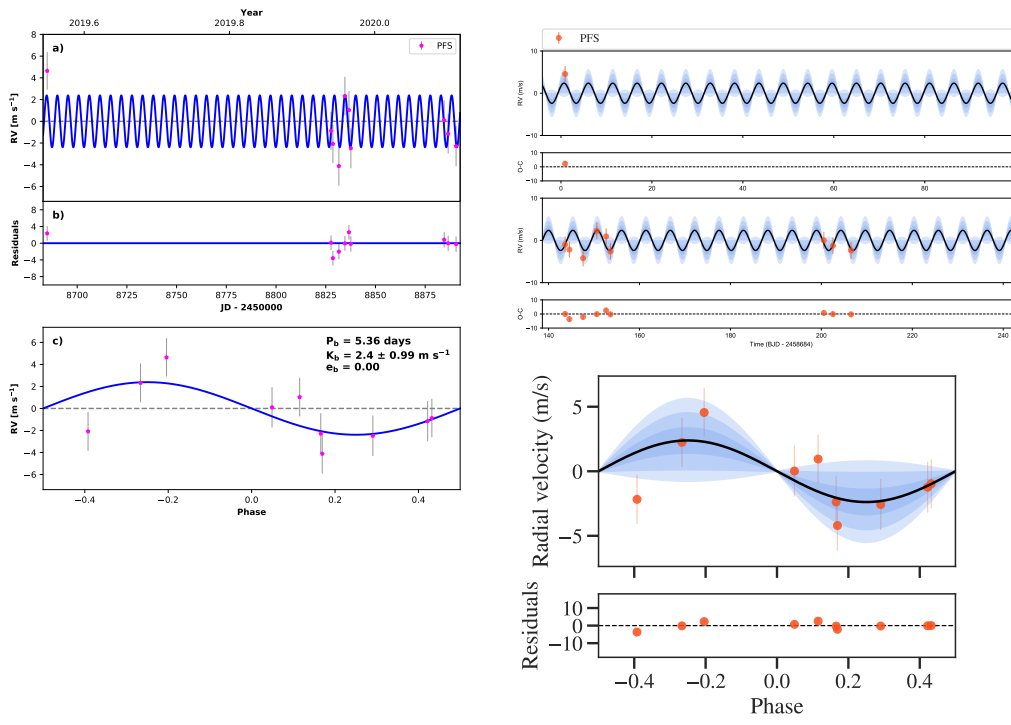 Year
2019.6 2019.8 2020.0
a)
PFS
RV [m s⁻¹]
8
6
4
2
0
−2
−4
−6
b)
Residuals
8
4
0
−4
−8
8700 8725 8750 8775 8800 8825 8850 8875
JD - 2450000
c)
P_b = 5.36 days
K_b = 2.4 ± 0.99 m s⁻¹
e_b = 0.00
RV [m s⁻¹]
6
4
2
0
−2
−4
−6
−0.4 −0.2 0.0 0.2 0.4
Phase
PFS
RV (m/s)
10
0
−10
O-C
10
0
−10
0 20 40 60 80
RV (m/s)
10
0
−10
O-C
10
0
−10
140 160 180 200 220 240
Time (BJD - 2458684)
Radial velocity (m/s)
5
0
−5
Residuals
10
0
−10
−0.4 −0.2 0.0 0.2 0.4
Phase